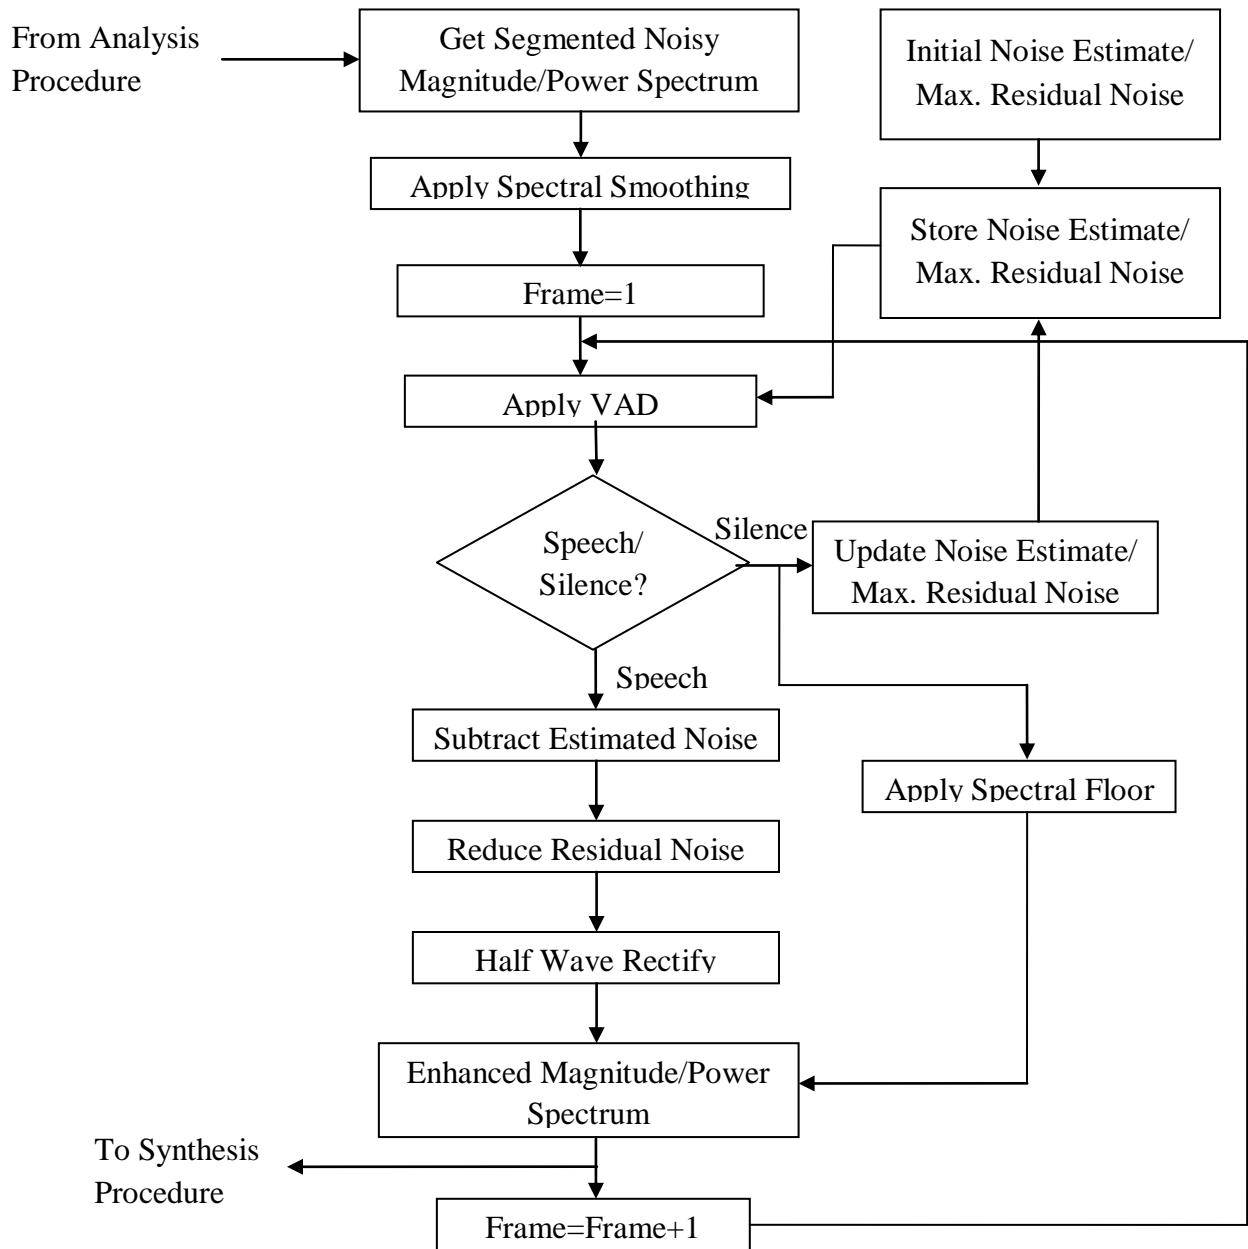 From Analysis
Procedure
Get Segmented Noisy
Magnitude/Power Spectrum
Initial Noise Estimate/
Max. Residual Noise
Apply Spectral Smoothing
Store Noise Estimate/
Max. Residual Noise
Frame=1
Apply VAD
Speech/
Silence?
Silence
Update Noise Estimate/
Max. Residual Noise
Speech
Subtract Estimated Noise
Apply Spectral Floor
Reduce Residual Noise
Half Wave Rectify
Enhanced Magnitude/Power
Spectrum
To Synthesis
Procedure
Frame=Frame+1